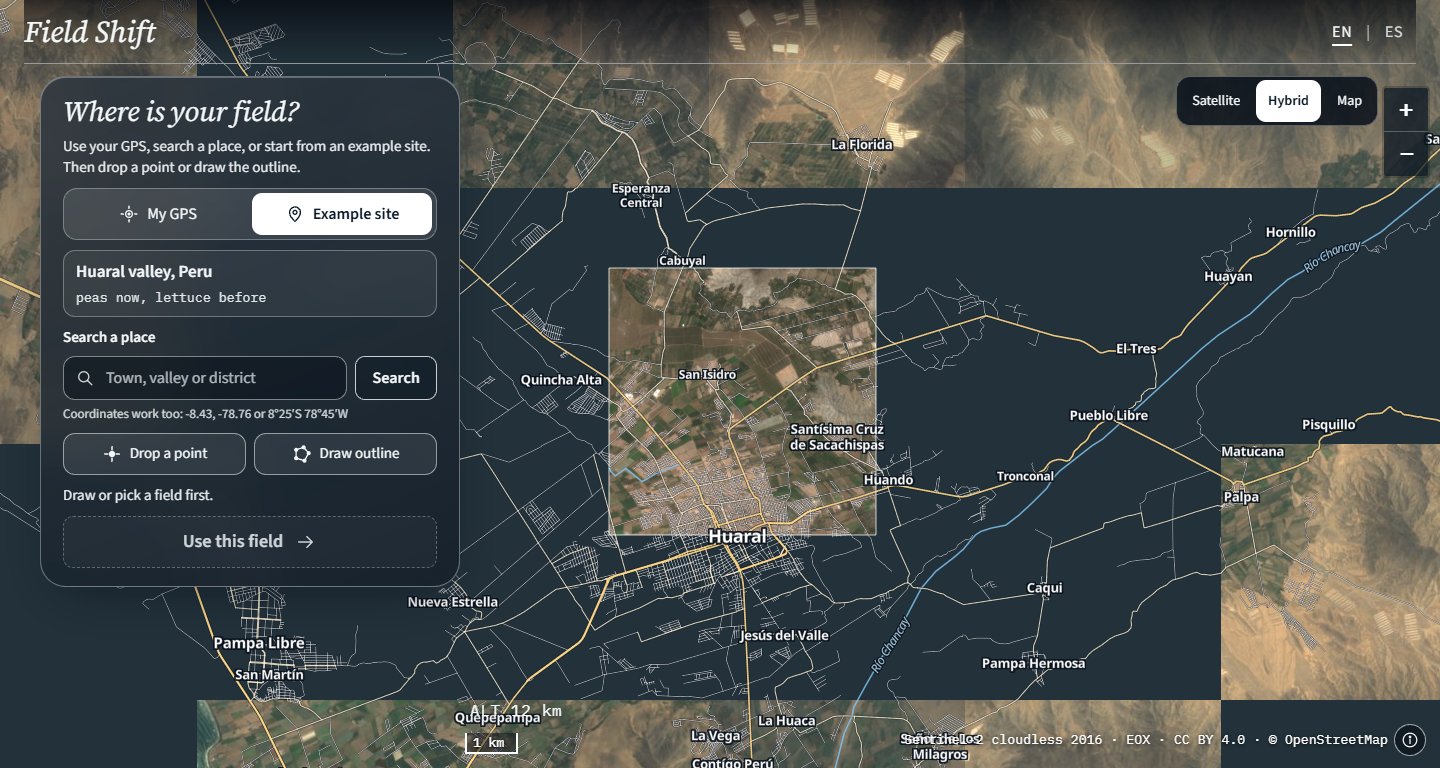 Field Shift
EN | ES
Where is your field?
Use your GPS, search a place, or start from an example site.
Then drop a point or draw the outline.
My GPS
Example site
Huaral valley, Peru
peas now, lettuce before
Search a place
Town, valley or district
Search
Coordinates work too: -8.43, -78.76 or 8°25'S 78°45'W
Drop a point
Draw outline
Draw or pick a field first.
Use this field →
Satellite
Hybrid
Map
+
−
La Florida
Esperanza
Central
Hornillo
Río Chancay
Cabuyal
Huayan
El Tres
San Isidro
Quincha Alta
Pueblo Libre
Pisquillo
Santísima Cruz
de Sacachispas
Matucana
Huando
Tronconal
Palpa
Huaral
Caqui
Nueva Estrella
Jesús del Valle
Río Chancay
Pampa Libre
Pampa Hermosa
San Martín
ALT 12 km
Quepepampa
La Huaca
La Vega
1 km
Milagros
Contigo Perú
cloudless 2016 · EOX · CC BY 4.0 · © OpenStreetMap